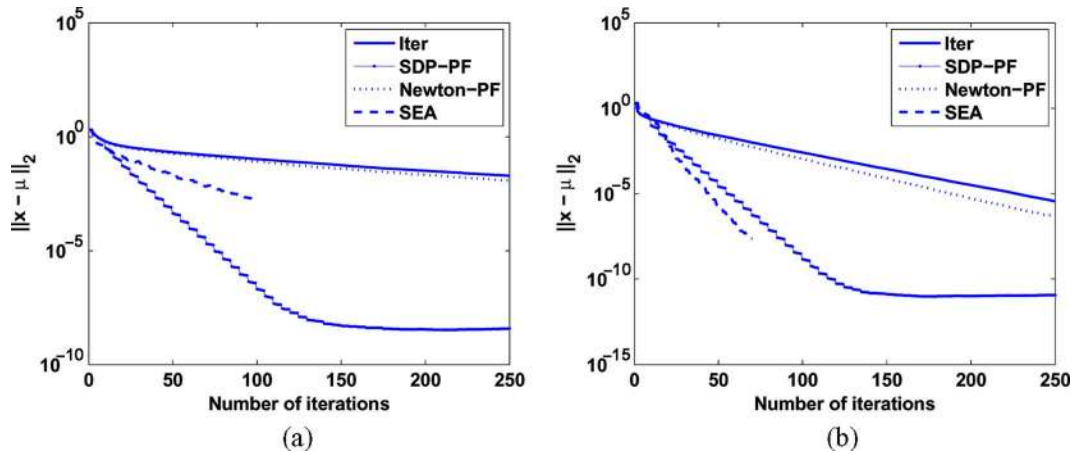 10^5
10^0
10^−5
10^−10
||x − μ||_2
0 50 100 150 200 250
Number of iterations
Iter
SDP−PF
Newton−PF
SEA
(a)
10^5
10^0
10^−5
10^−10
10^−15
||x − μ||_2
0 50 100 150 200 250
Number of iterations
Iter
SDP−PF
Newton−PF
SEA
(b)